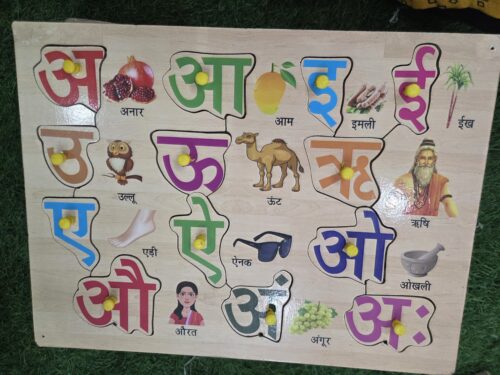 अ अनार आ आम इ इमली ई ईख
उ उल्लू ऊ ऊंट ऋ ऋषि
ए एडी ऐ ऐनक ओ ओखली
औ औरत अं अंगूर अः